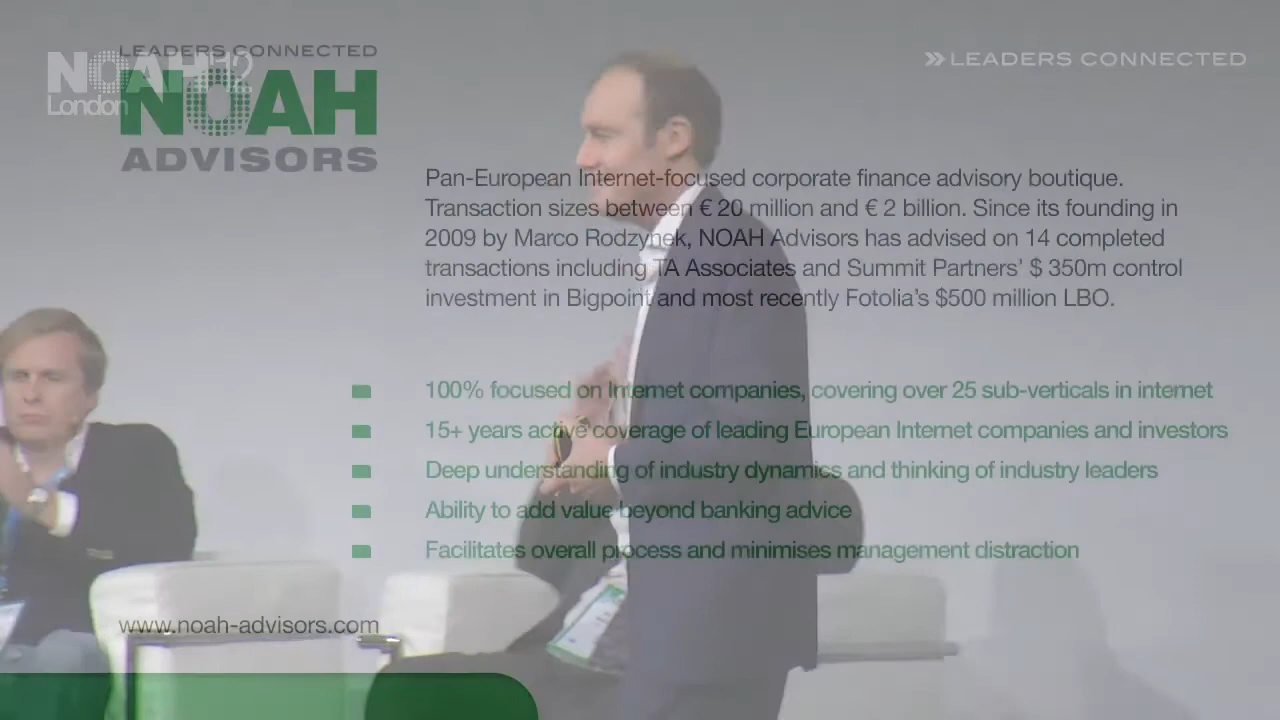 LEADERS CONNECTED
NOAH
ADVISORS
NOAH'12
London
LEADERS CONNECTED
Pan-European Internet-focused corporate finance advisory boutique.
Transaction sizes between € 20 million and € 2 billion. Since its founding in
2009 by Marco Rodzynek, NOAH Advisors has advised on 14 completed
transactions including TA Associates and Summit Partners' $ 350m control
investment in Bigpoint and most recently Fotolia's $500 million LBO.
100% focused on Internet companies, covering over 25 sub-verticals in internet
15+ years active coverage of leading European Internet companies and investors
Deep understanding of industry dynamics and thinking of industry leaders
Ability to add value beyond banking advice
Facilitates overall process and minimises management distraction
www.noah-advisors.com